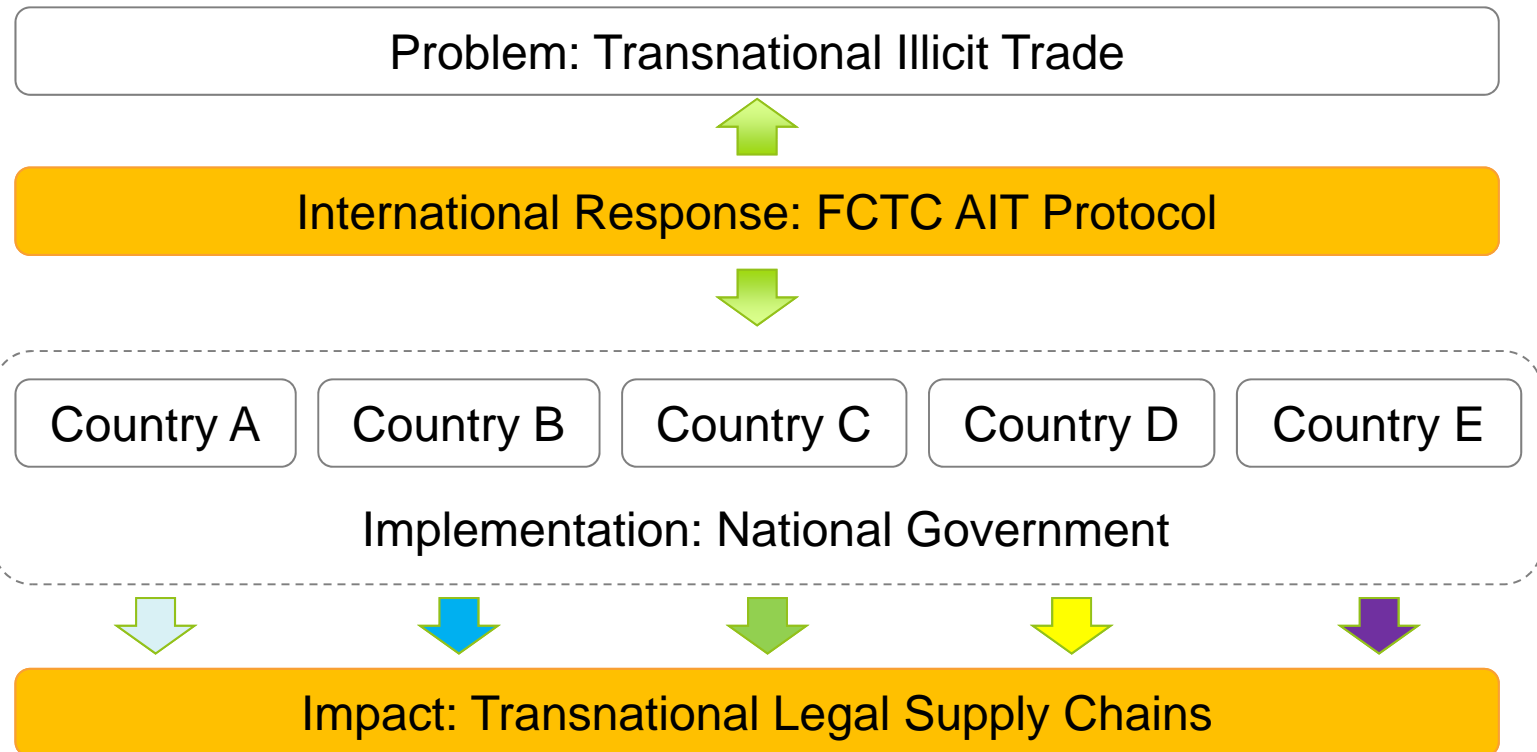 Problem: Transnational Illicit Trade
International Response: FCTC AIT Protocol
Country A
Country B
Country C
Country D
Country E
Implementation: National Government
Impact: Transnational Legal Supply Chains